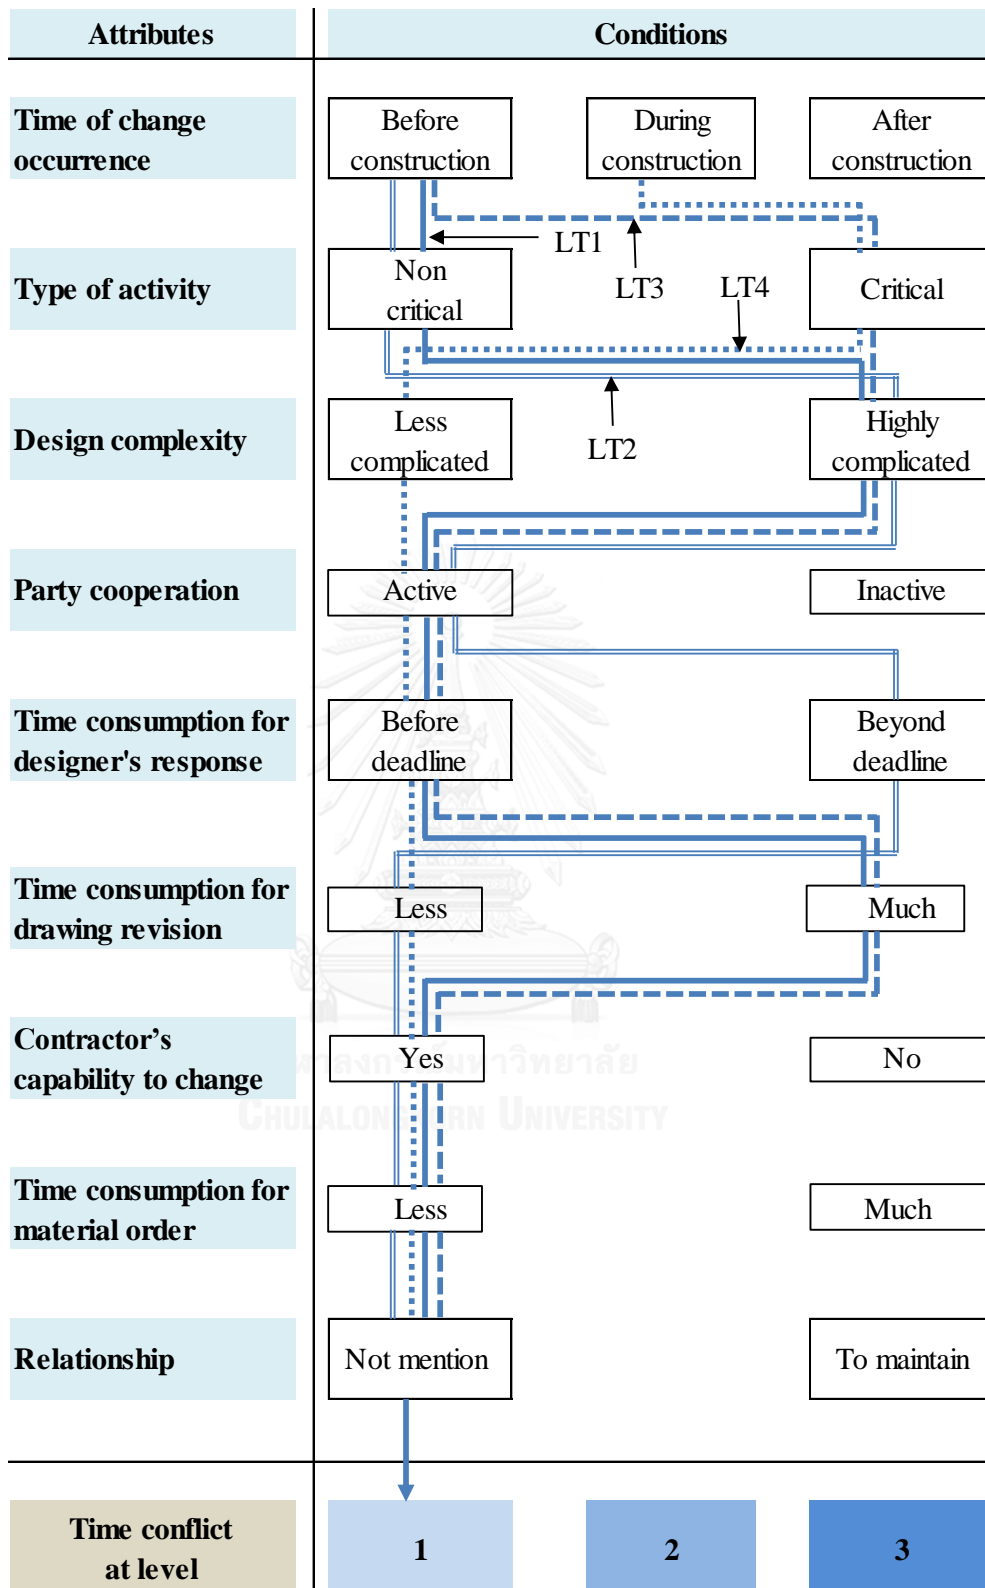 Attributes
Conditions
Time of change
occurrence
Before
construction
During
construction
After
construction
LT1
LT3
Type of activity
Non
critical
LT4
Critical
LT2
Design complexity
Less
complicated
Highly
complicated
Party cooperation
Active
Inactive
Time consumption for
designer's response
Before
deadline
Beyond
deadline
Time consumption for
drawing revision
Less
Much
Contractor’s
capability to change
Yes
No
CHULALONGKORN UNIVERSITY
Time consumption for
material order
Less
Much
Relationship
Not mention
To maintain
Time conflict
at level
1
2
3